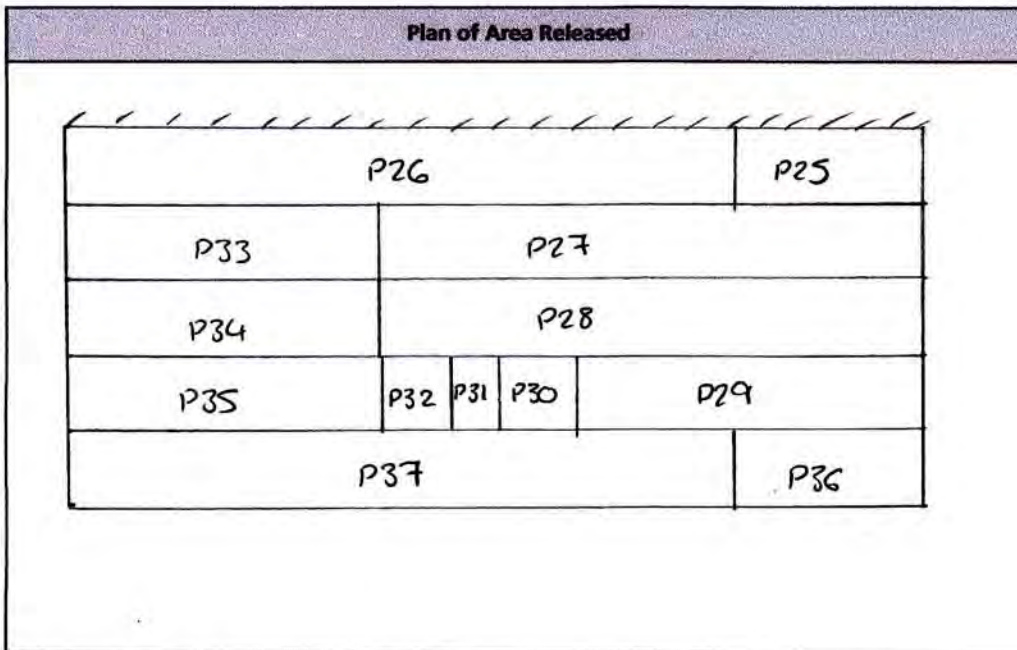 Plan of Area Released
P26 P25
P33 P27
P34 P28
P35 P32 P31 P30 P29
P37 P36